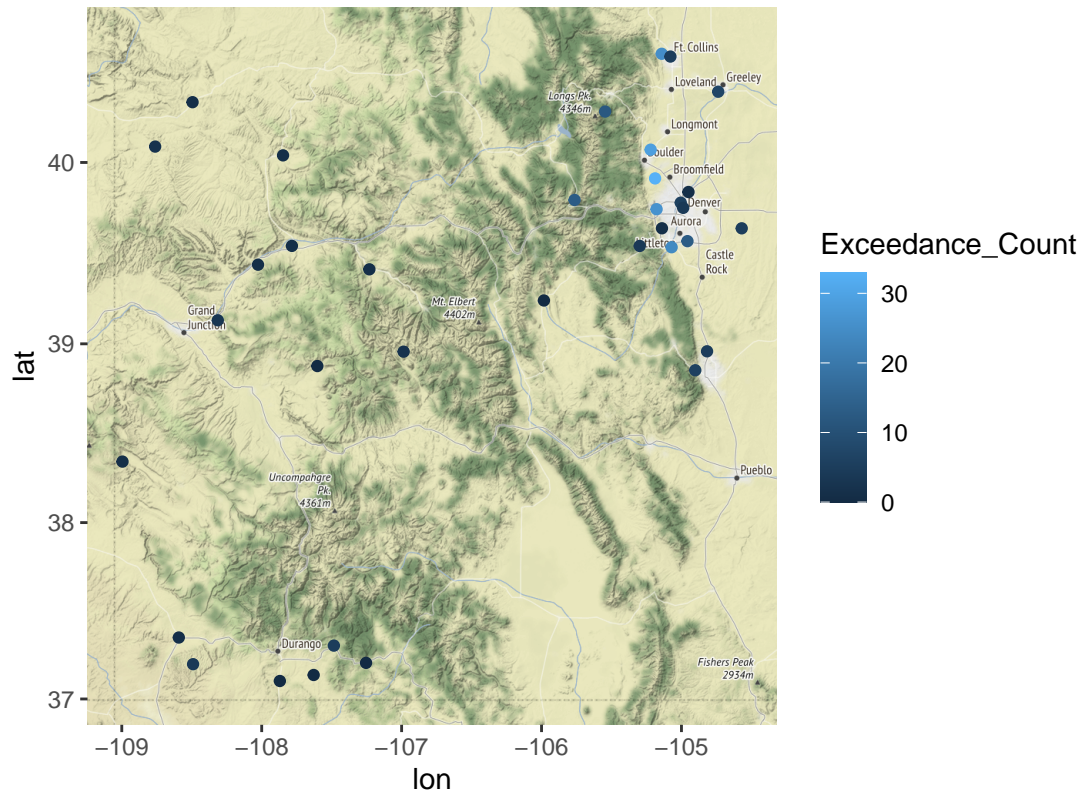 Ft. Collins
Loveland
Greeley
Longs Pk.
4346m
Longmont
oulder
Broomfield
Denver
Aurora
ittleton
Castle
Rock
Mt. Elbert
4402m
Grand
Junction
Uncompahgre
Pk.
4361m
Pueblo
Durango
Fishers Peak
2934m
40
39
38
37
lat
−109
−108
−107
−106
−105
lon
Exceedance_Count
30
20
10
0